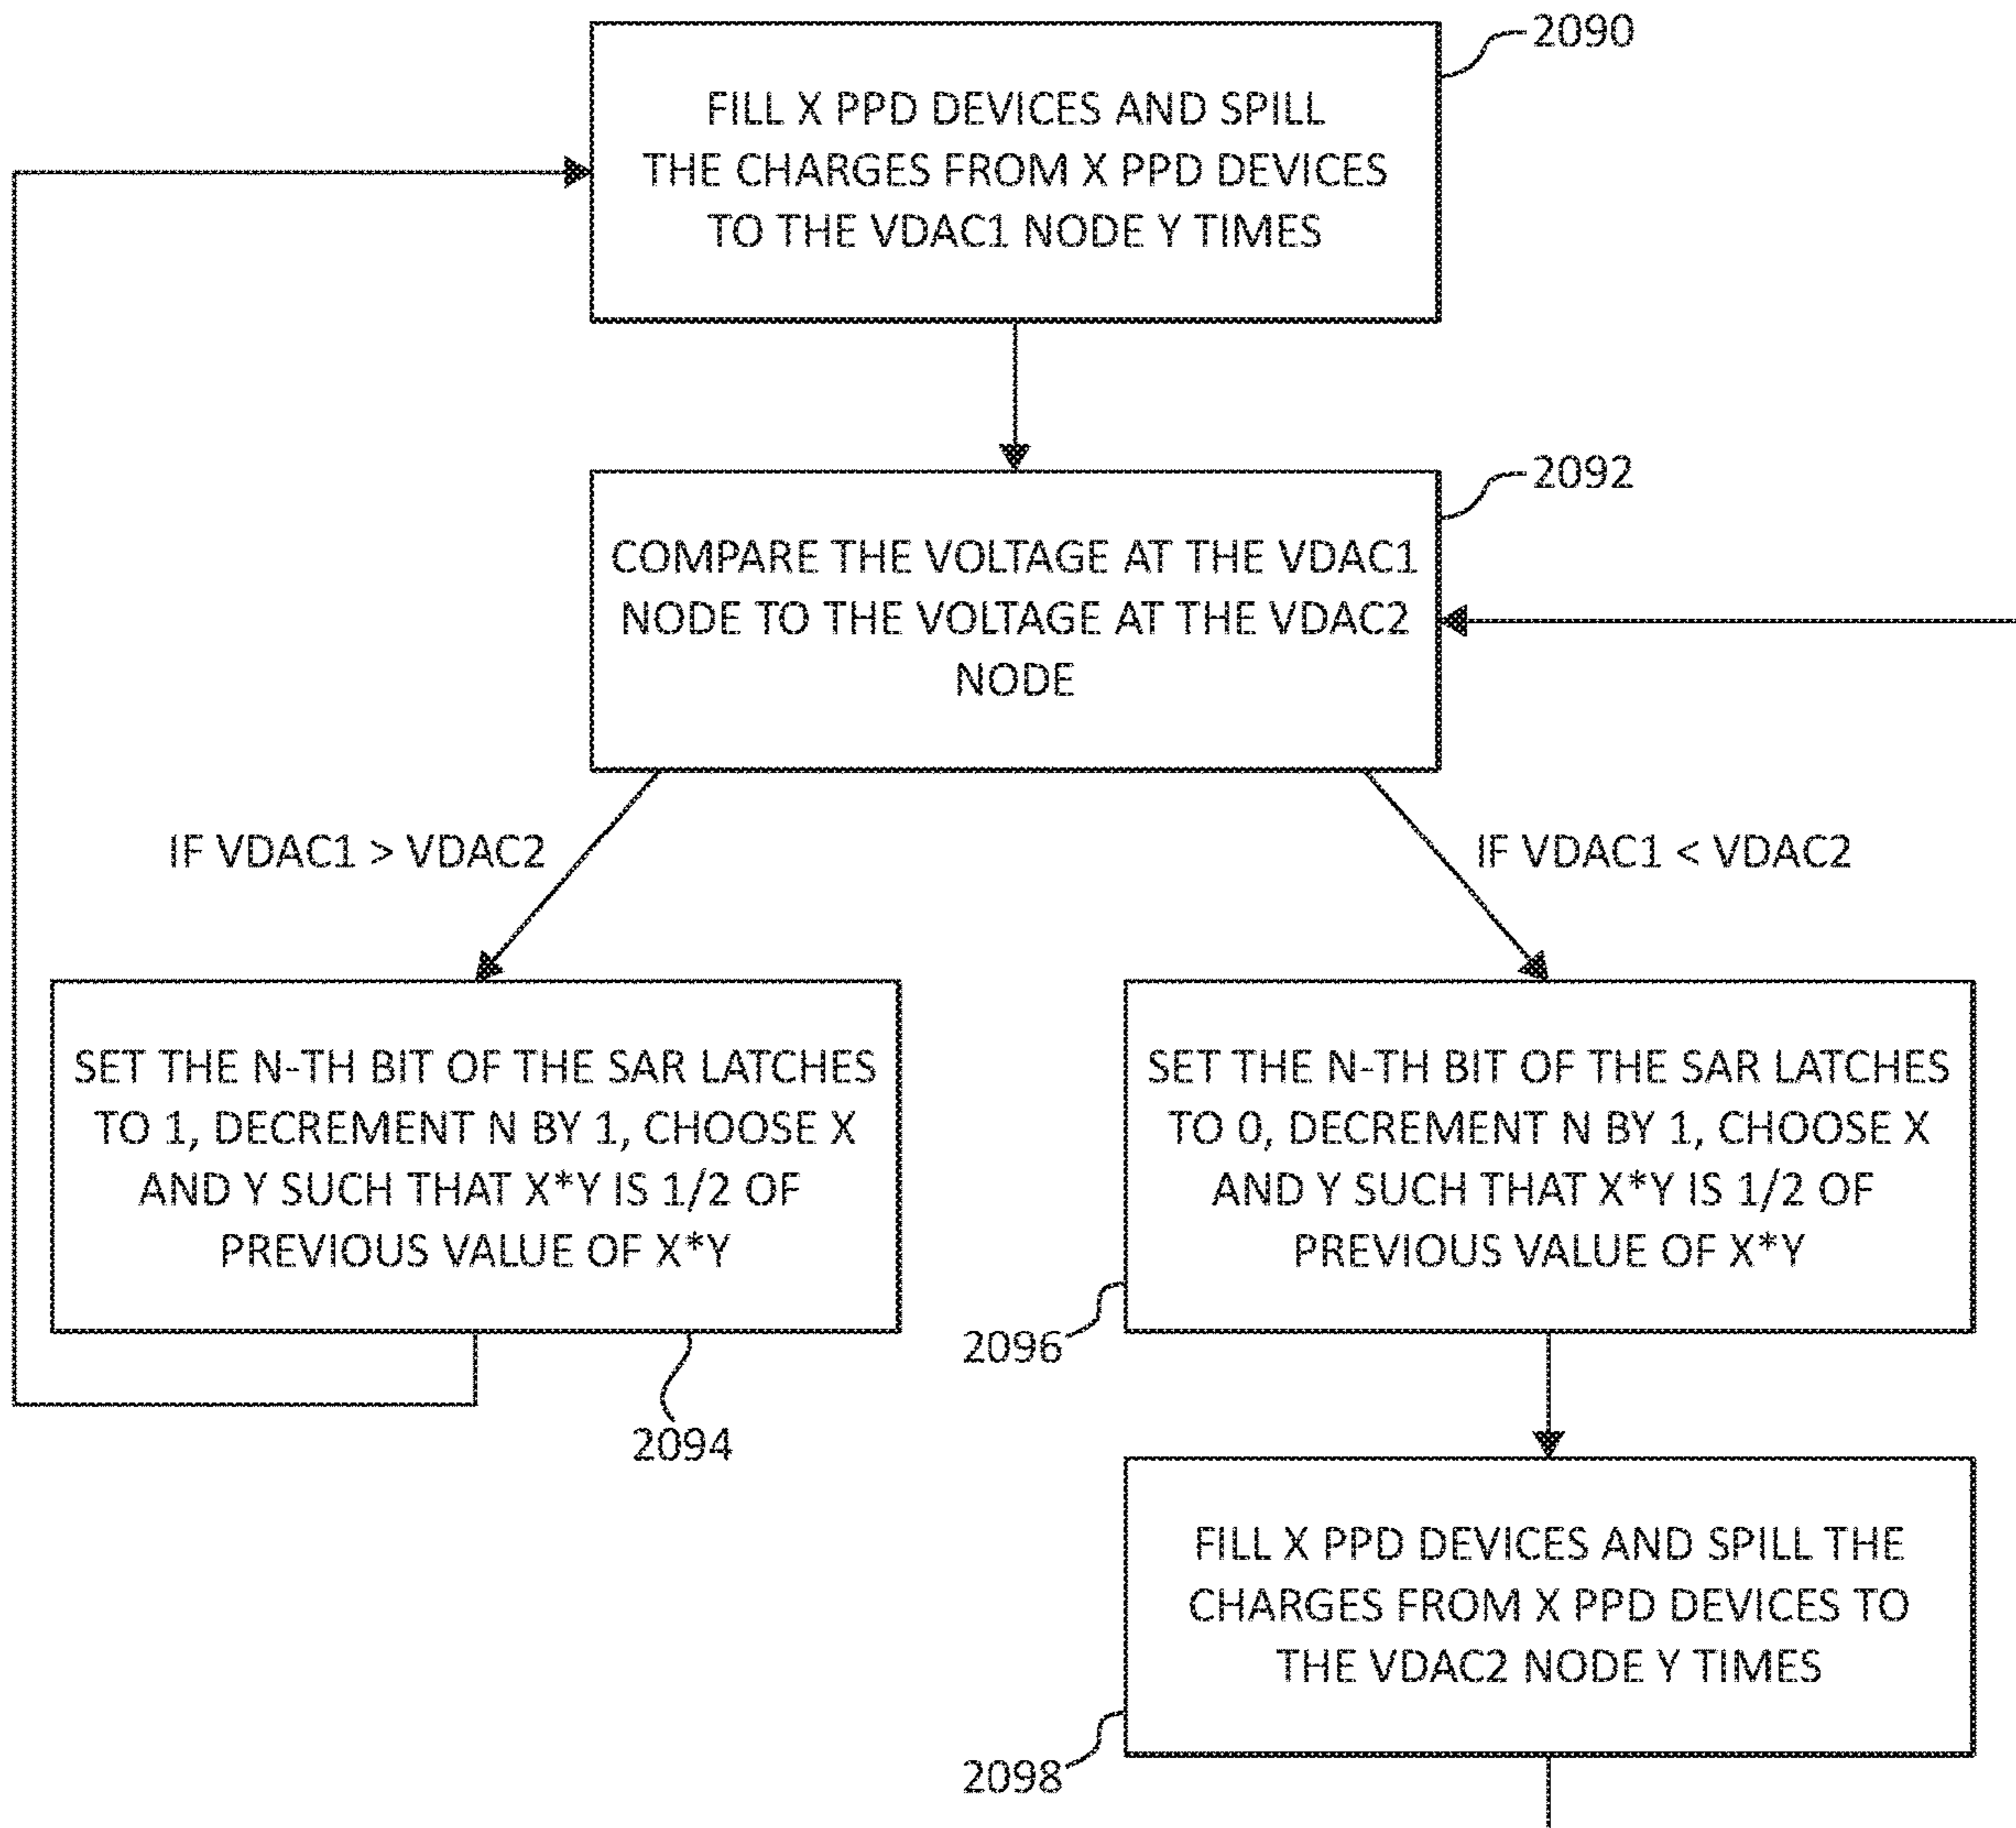 2090
FILL X PPD DEVICES AND SPILL
THE CHARGES FROM X PPD DEVICES
TO THE VDAC1 NODE Y TIMES
2092
COMPARE THE VOLTAGE AT THE VDAC1
NODE TO THE VOLTAGE AT THE VDAC2
NODE
IF VDAC1 > VDAC2
IF VDAC1 < VDAC2
SET THE N-TH BIT OF THE SAR LATCHES
TO 1, DECREMENT N BY 1, CHOOSE X
AND Y SUCH THAT X*Y IS 1/2 OF
PREVIOUS VALUE OF X*Y
2094
SET THE N-TH BIT OF THE SAR LATCHES
TO 0, DECREMENT N BY 1, CHOOSE X
AND Y SUCH THAT X*Y IS 1/2 OF
PREVIOUS VALUE OF X*Y
2096
FILL X PPD DEVICES AND SPILL THE
CHARGES FROM X PPD DEVICES TO
THE VDAC2 NODE Y TIMES
2098